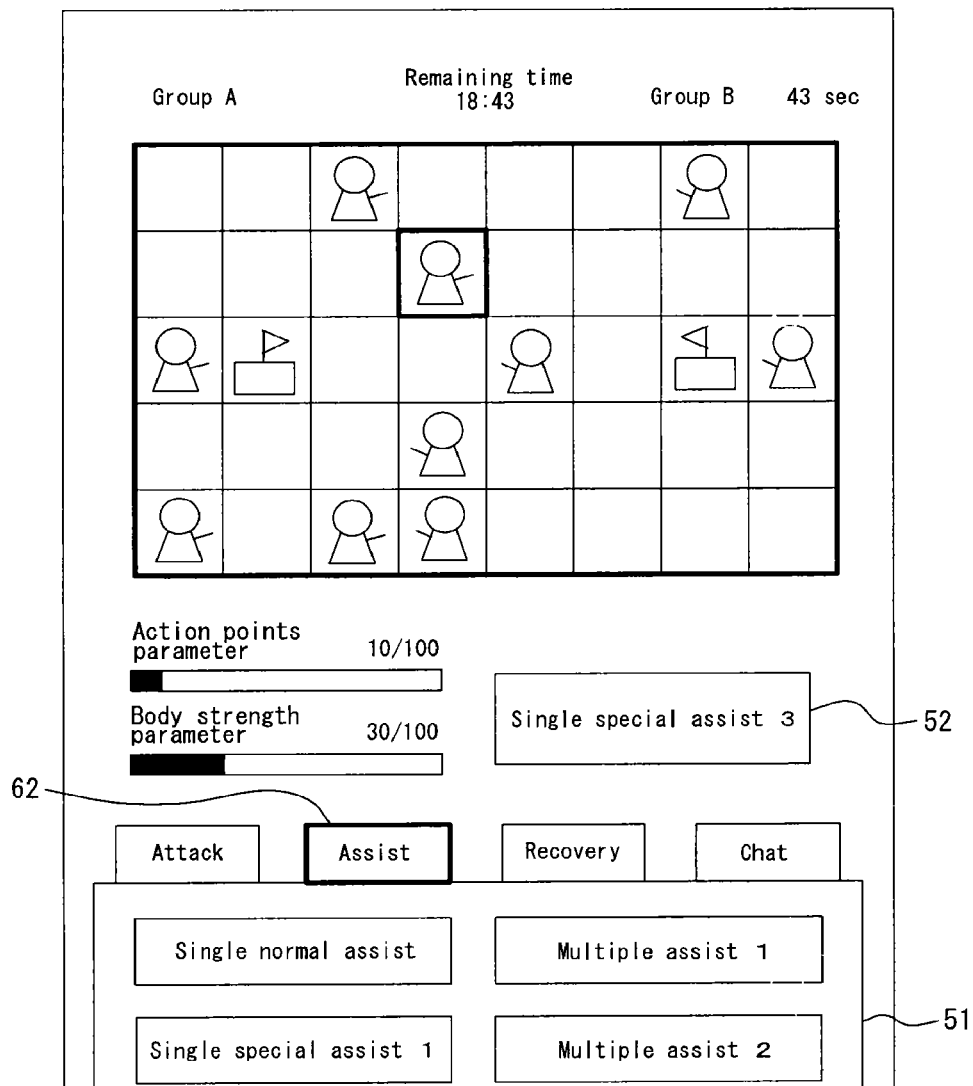 Group A
Remaining time
18:43
Group B
43 sec
Action points
parameter
10/100
Body strength
parameter
30/100
Single special assist 3
52
62
Attack
Assist
Recovery
Chat
Single normal assist
Multiple assist 1
51
Single special assist 1
Multiple assist 2